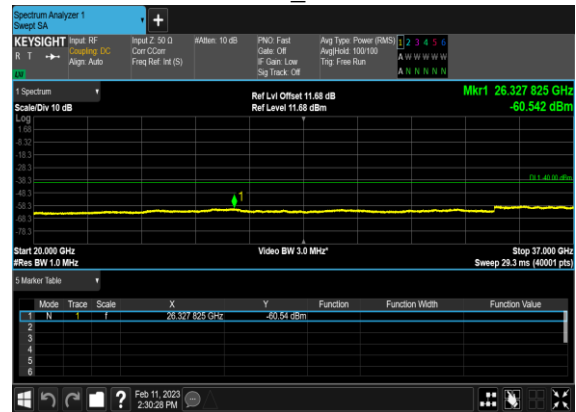 Spectrum Analyzer 1
Swept SA
+
KEYSIGHT Input: RF Input Z: 50 Ω #Atten: 10 dB PNO: Fast Avg Type: Power (RMS) 1 2 3 4 5 6
R T Coupling: DC Corr CCorr Gate: Off Avg|Hold: 100/100 A W W W W W
Align: Auto Freq Ref: Int (S) IF Gain: Low Trig: Free Run
Sig Track: Off A N N N N N
1 Spectrum Ref Lvl Offset 11.68 dB Mkr1 26.327 825 GHz
Scale/Div 10 dB Ref Level 11.68 dBm -60.542 dBm
Log
1.68
-8.32
-18.3
-28.3
-38.3
DL1 -40.00 dBm
-48.3
1
-58.3
-68.3
-78.3
Start 20.000 GHz Video BW 3.0 MHz* Stop 37.000 GHz
#Res BW 1.0 MHz Sweep 29.3 ms (40001 pts)
5 Marker Table
Mode Trace Scale X Y Function Function Width Function Value
1 N 1 f 26.327 825 GHz -60.54 dBm
2
3
4
5
6
? Feb 11, 2023
2:30:28 PM